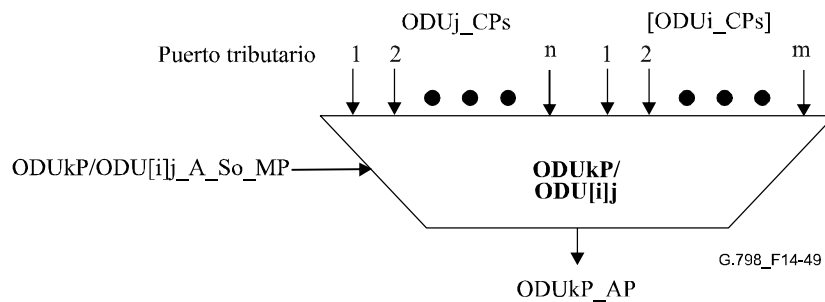 ODUj_CPs [ODUi_CPs]
Puerto tributario 1 2 n 1 2 m
ODUkP/ODU[i]j_A_So_MP
ODUkP/
ODU[i]j
G.798_F14-49
ODUkP_AP